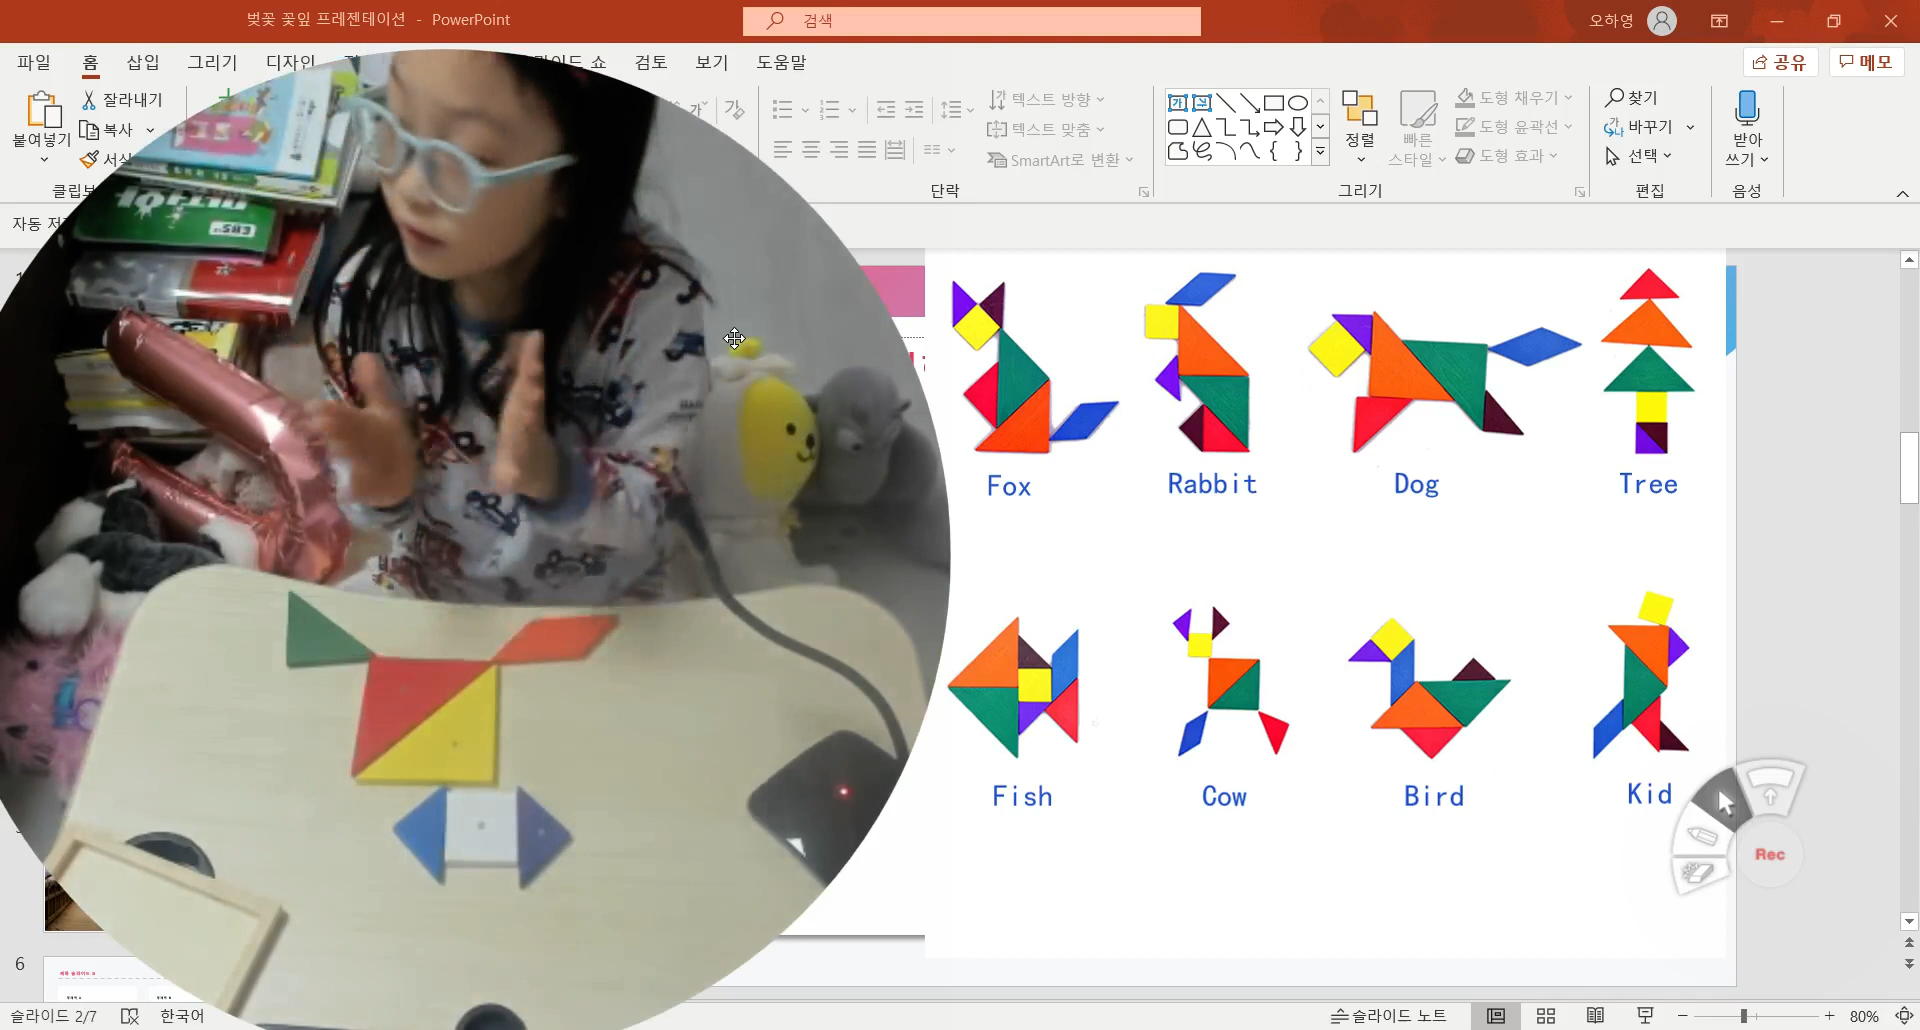 벚꽃 꽃잎 프레젠테이션 - PowerPoint
검색
오하영
파일 홈 삽입 그리기 디자인 쇼 검토 보기 도움말
공유 메모
붙여넣기
잘라내기
복사
텍스트 방향
텍스트 맞춤
SmartArt로 변환
단락
정렬
빠른
스타일
도형 채우기
도형 윤곽선
도형 효과
그리기
찾기
바꾸기
선택
편집
받아
쓰기
음성
자동
EBS
Fox Rabbit Dog Tree
Fish Cow Bird Kid
Rec
6
슬라이드 2/7 한국어
슬라이드 노트 80%